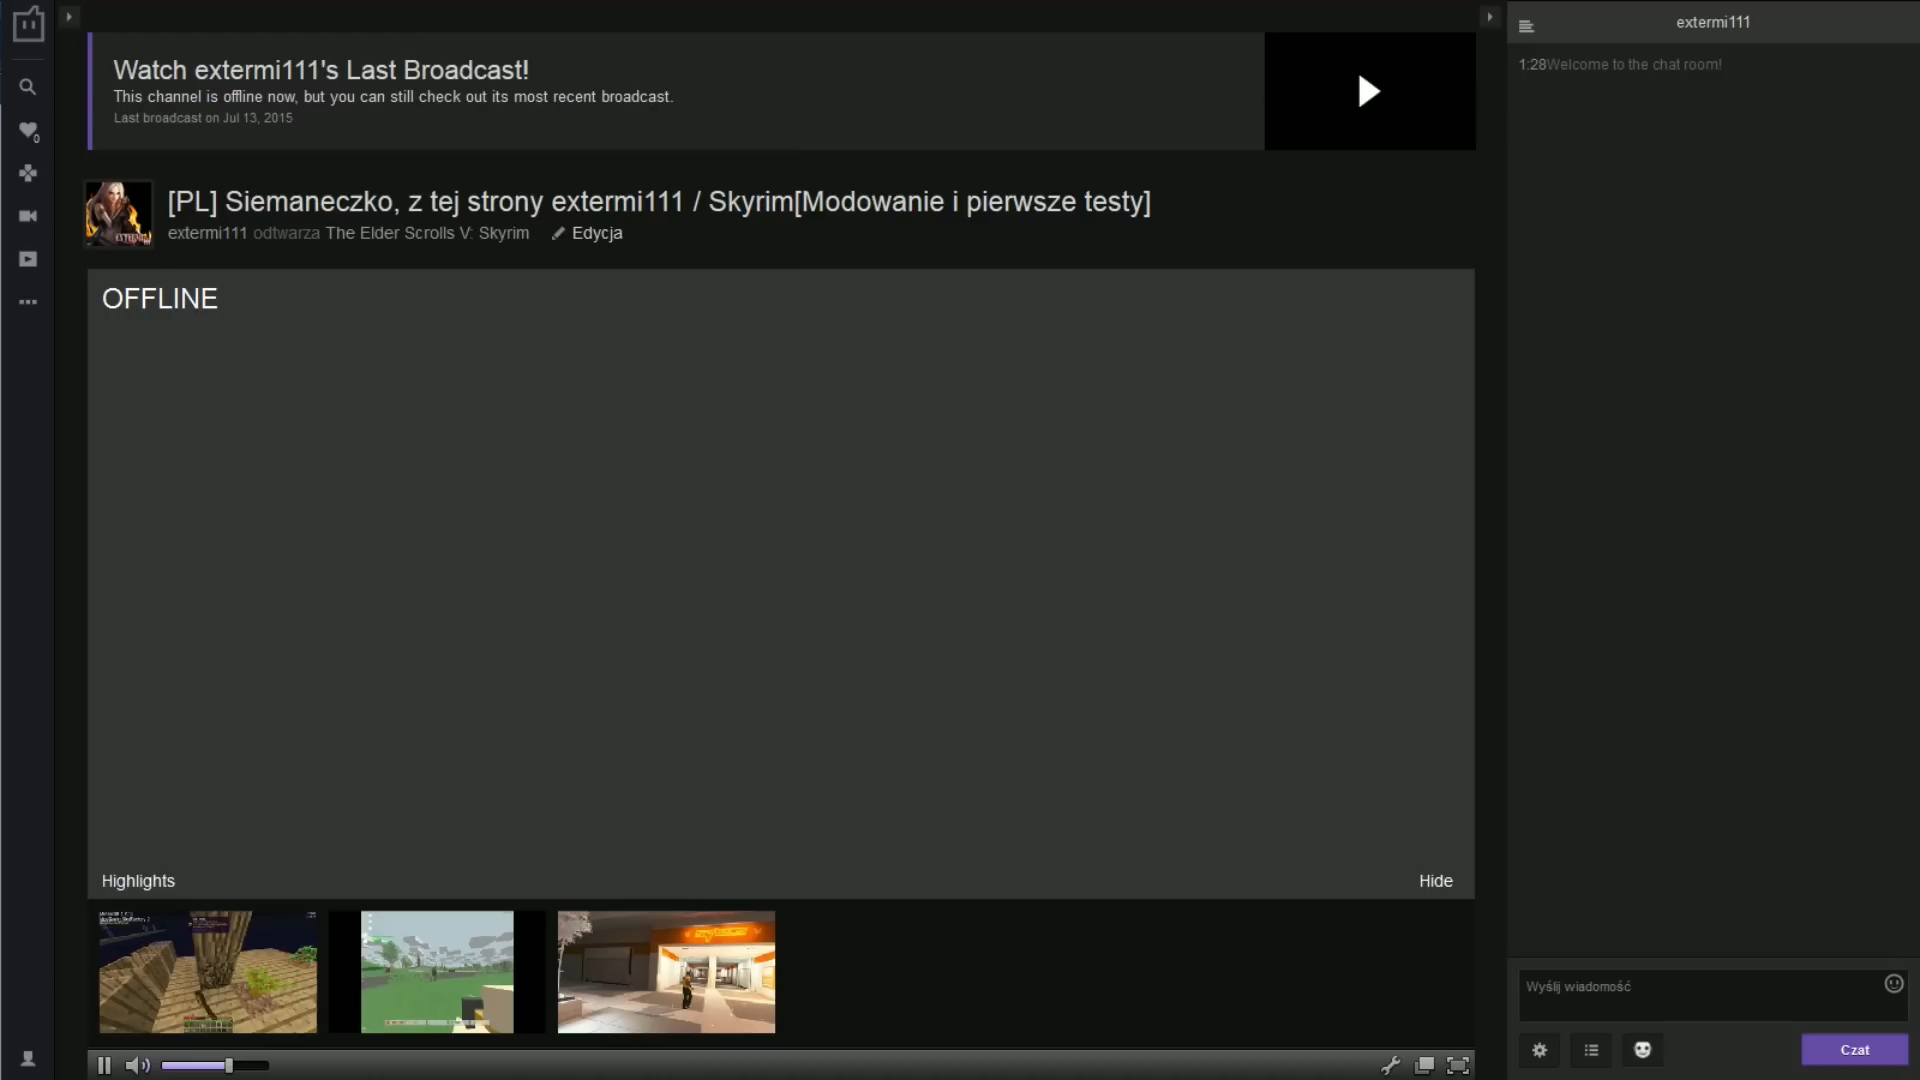 0
Watch extermi111's Last Broadcast!
This channel is offline now, but you can still check out its most recent broadcast.
Last broadcast on Jul 13, 2015
[PL] Siemaneczko, z tej strony extermi111 / Skyrim[Modowanie i pierwsze testy]
extermi111 odtwarza The Elder Scrolls V: Skyrim Edycja
OFFLINE
Highlights
Hide
extermi111
1:28Welcome to the chat room!
Wyślij wiadomość
Czat